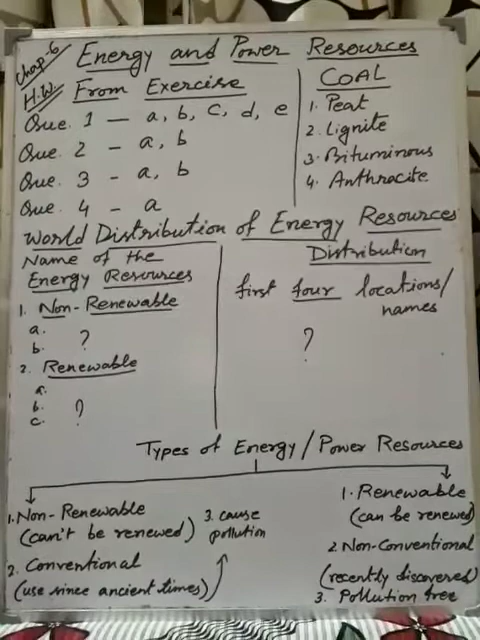 Chap. 6
Energy and Power Resources
H.W. From Exercise
Que. 1 — a, b, c, d, e
Que. 2 - a, b
Que. 3 - a, b
Que. 4 - a
COAL
1. Peat
2. Lignite
3. Bituminous
4. Anthracite
World Distribution of Energy Resources
Name of the
Energy Resources
1. Non-Renewable
a.
b. ?
2. Renewable
a.
b. ?
c.
Distribution
first four locations/
names
?
Types of Energy/Power Resources
1. Non-Renewable
(can't be renewed)
2. Conventional
(use since ancient times)
3. cause
pollution
1. Renewable
(can be renewed)
2. Non-Conventional
(recently discovered)
3. Pollution free